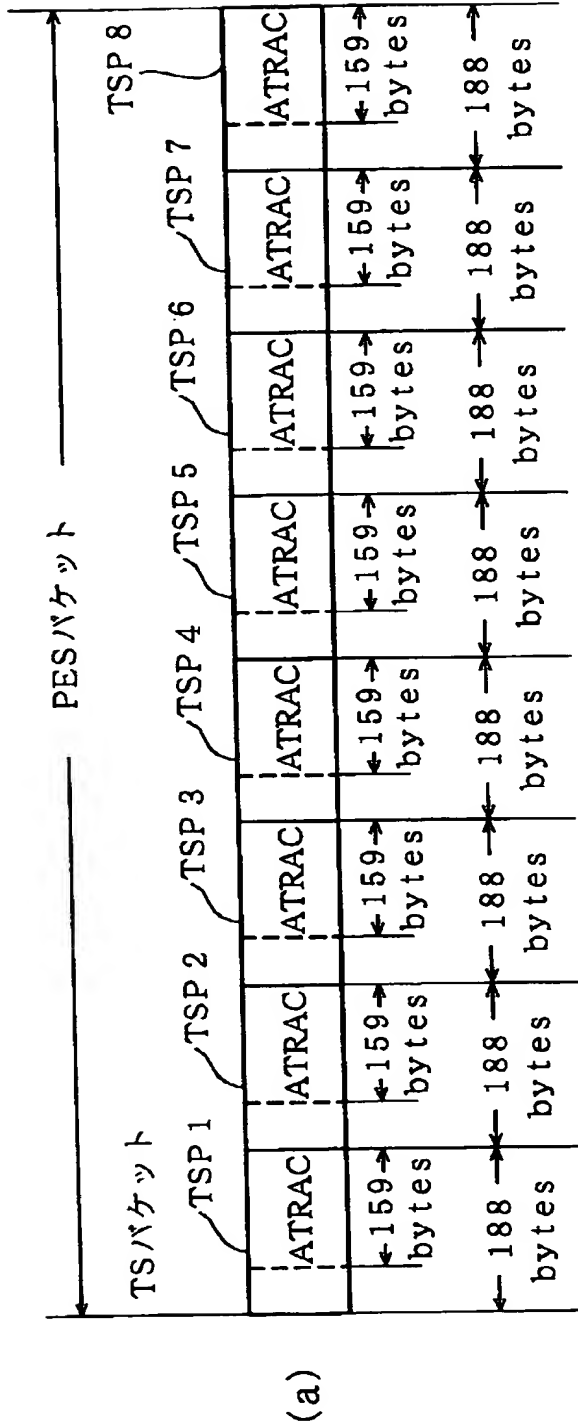 PESパケット
TSパケット
TSP 1
TSP 2
TSP 3
TSP 4
TSP 5
TSP 6
TSP 7
TSP 8
(a)
ATRAC
ATRAC
ATRAC
ATRAC
ATRAC
ATRAC
ATRAC
ATRAC
159
bytes
159
bytes
159
bytes
159
bytes
159
bytes
159
bytes
159
bytes
159
bytes
188
bytes
188
bytes
188
bytes
188
bytes
188
bytes
188
bytes
188
bytes
188
bytes